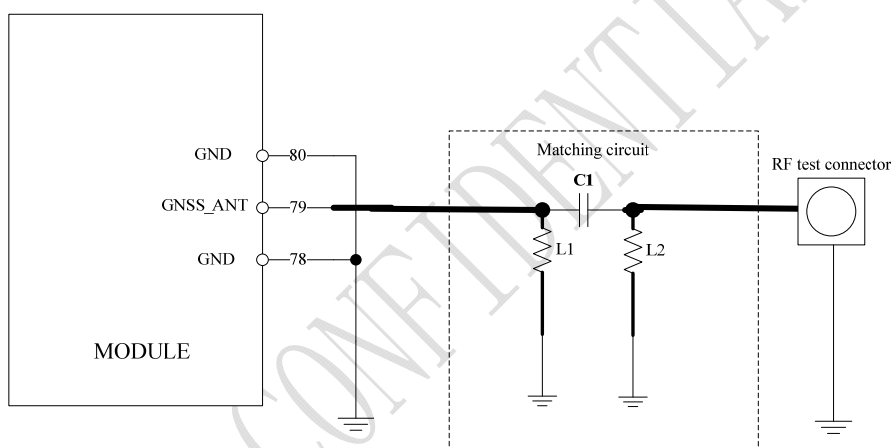 Matching circuit
RF test connector
GND
80
C1
GNSS_ANT
79
L1
L2
GND
78
MODULE
CONFIDENTIAL